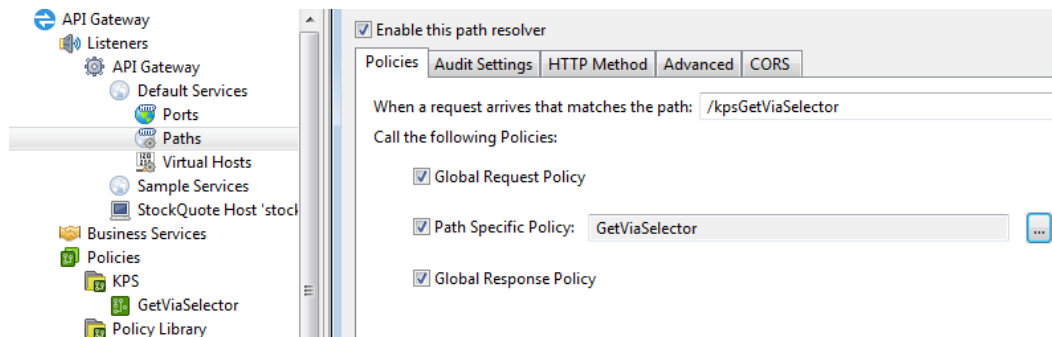 API Gateway
Listeners
API Gateway
Default Services
Ports
Paths
Virtual Hosts
Sample Services
StockQuote Host 'stock
Business Services
Policies
KPS
GetViaSelector
Policy Library
Enable this path resolver
Policies Audit Settings HTTP Method Advanced CORS
When a request arrives that matches the path: /kpsGetViaSelector
Call the following Policies:
Global Request Policy
Path Specific Policy: GetViaSelector ...
Global Response Policy